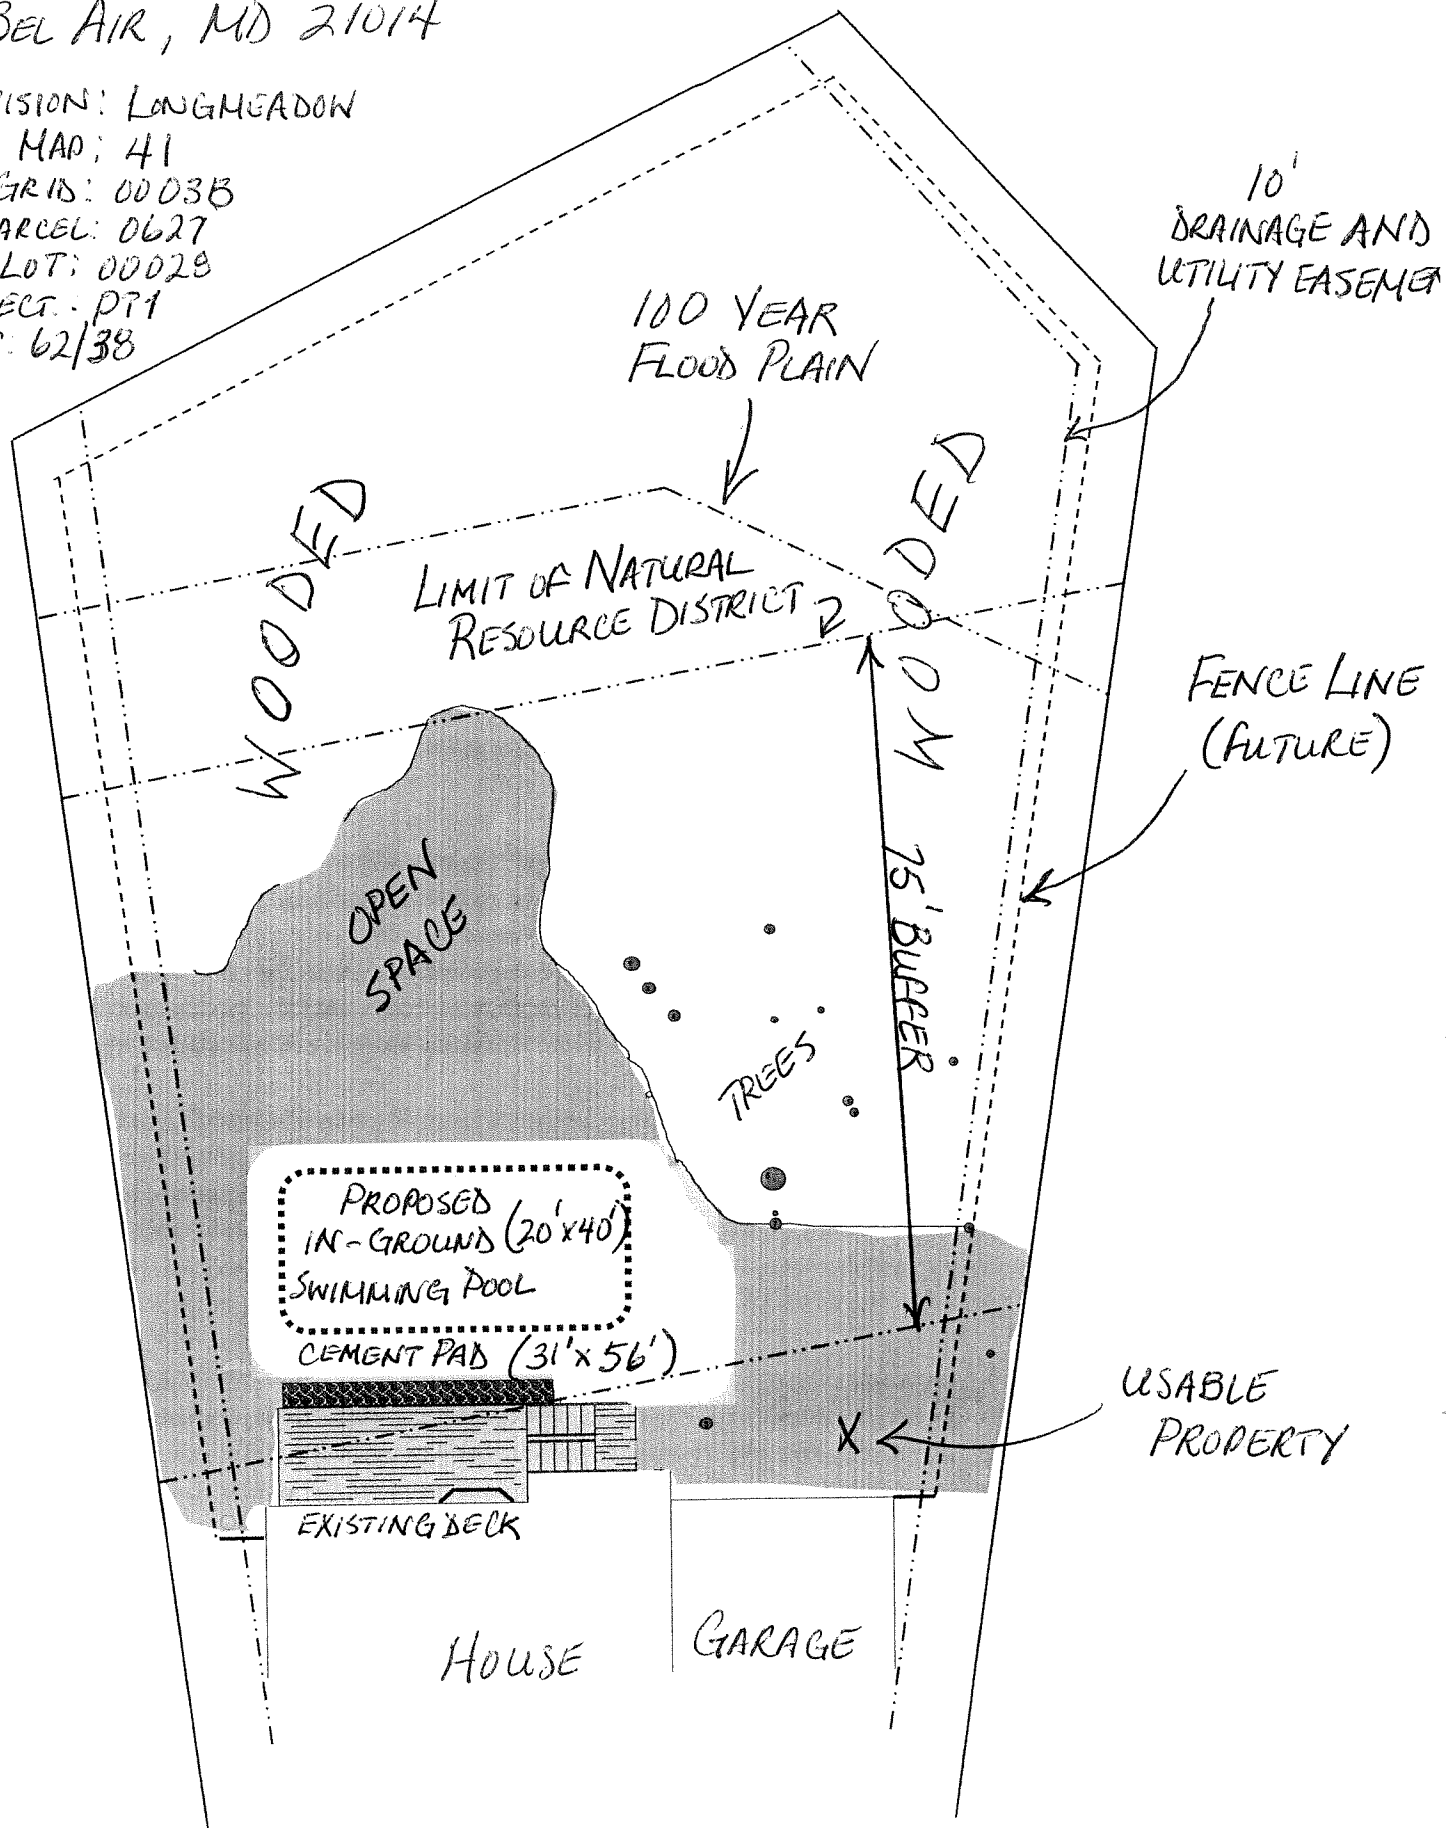 BEL AIR, MD 21014
VISION: LONGMEADOW
MAP: 41
GRID: 0003B
ARCEL: 0627
LOT: 00028
ECT.: PT1
: 62/38
10'
DRAINAGE AND
UTILITY EASEME
100 YEAR
FLOOD PLAIN
WOODED
WOODED
LIMIT OF NATURAL
RESOURCE DISTRICT
FENCE LINE
(FUTURE)
75' BUFFER
OPEN
SPACE
TREES
PROPOSED
IN-GROUND (20'x40')
SWIMMING POOL
CEMENT PAD (31'x56')
USABLE
PROPERTY
X
EXISTING DECK
HOUSE
GARAGE